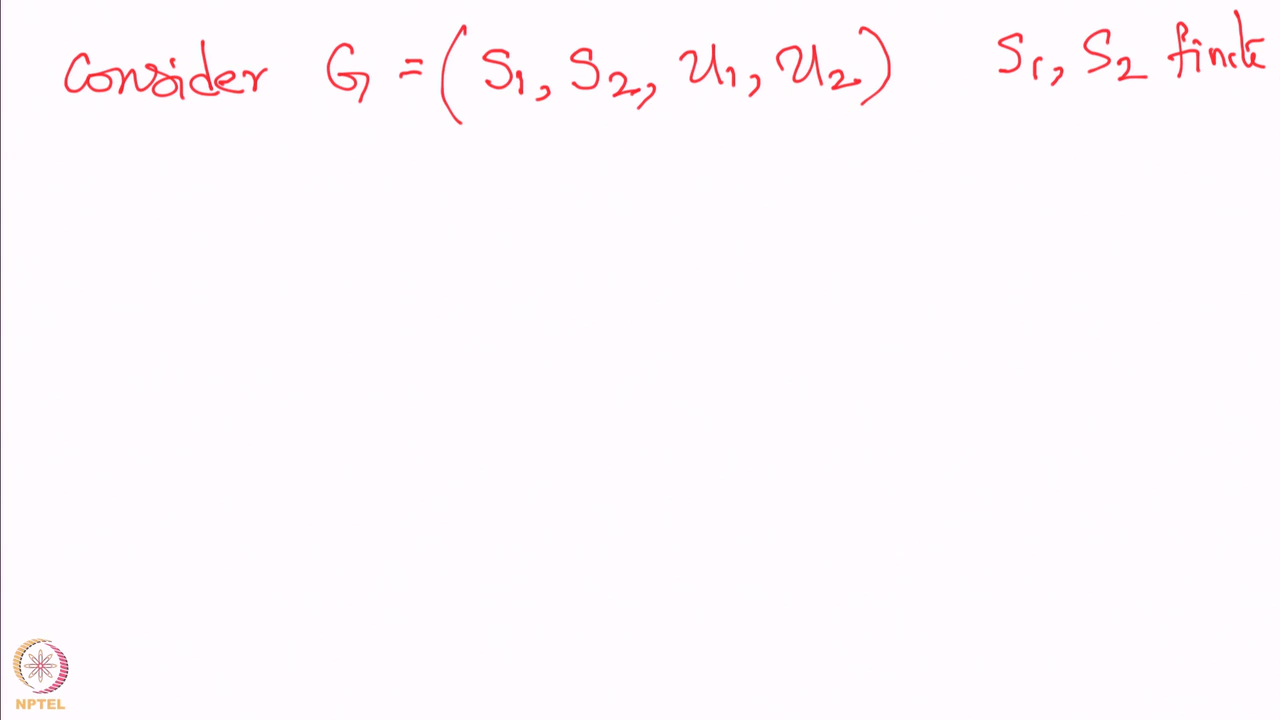 Consider G = (S1, S2, u1, u2) S1, S2 finite
NPTEL